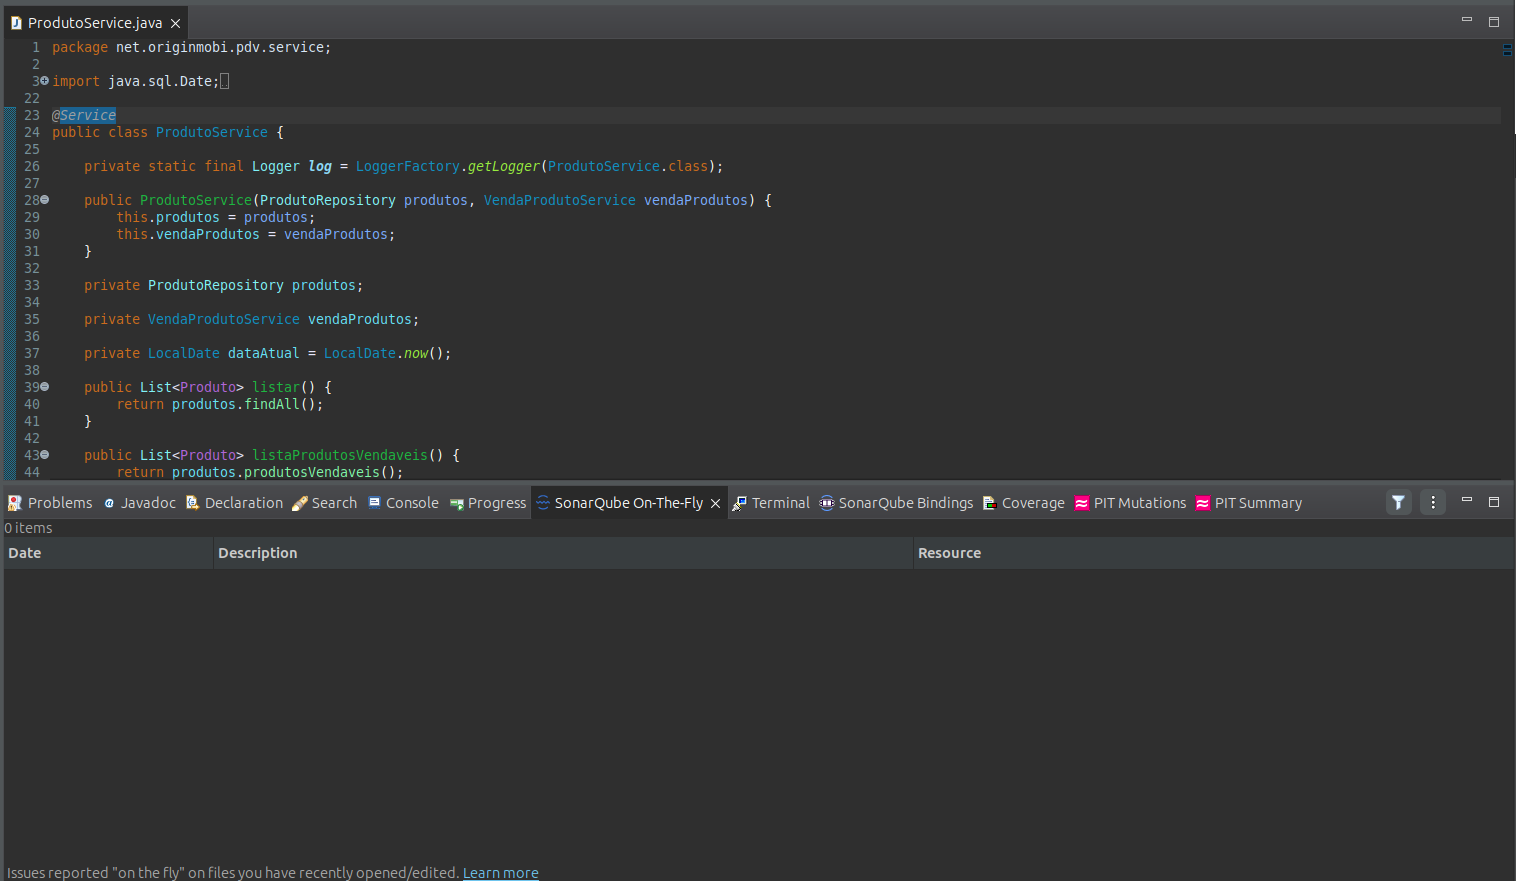 ProdutoService.java
1 package net.originmobi.pdv.service;
2
3 import java.sql.Date;
22
23 @Service
24 public class ProdutoService {
25
26     private static final Logger log = LoggerFactory.getLogger(ProdutoService.class);
27
28     public ProdutoService(ProdutoRepository produtos, VendaProdutoService vendaProdutos) {
29         this.produtos = produtos;
30         this.vendaProdutos = vendaProdutos;
31     }
32
33     private ProdutoRepository produtos;
34
35     private VendaProdutoService vendaProdutos;
36
37     private LocalDate dataAtual = LocalDate.now();
38
39     public List<Produto> listar() {
40         return produtos.findAll();
41     }
42
43     public List<Produto> listaProdutosVendaveis() {
44         return produtos.produtosVendaveis();
Problems Javadoc Declaration Search Console Progress SonarQube On-The-Fly Terminal SonarQube Bindings Coverage PIT Mutations PIT Summary
0 items
Date Description Resource
Issues reported "on the fly" on files you have recently opened/edited. Learn more